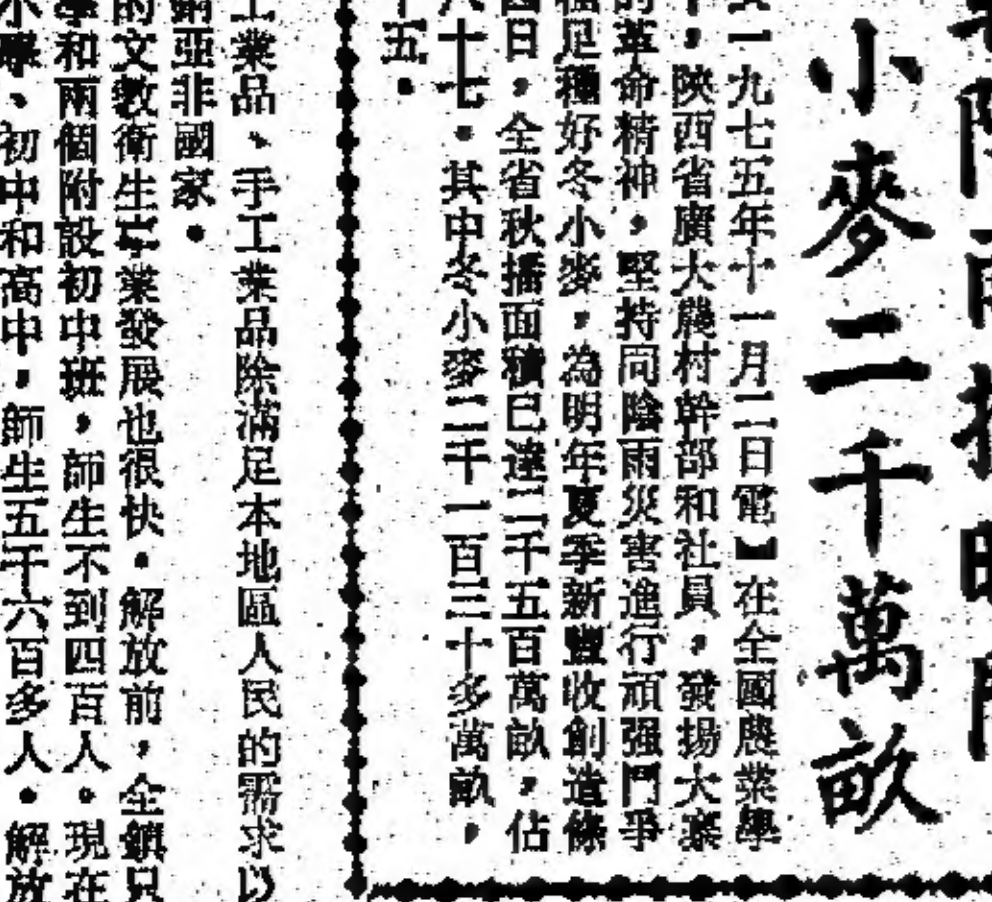 小麥二千萬畝
一九七五年十一月二日電】在全國農業學
,陝西省廣大農村幹部和社員,發揚大寨
的革命精神,堅持同陰雨災害進行頑强鬥爭
足種好冬小麥,為明年夏季新豐收創造條
四日,全省秋播面積已達二千五百萬畝,佔
八十七。其中冬小麥二千一百三十多萬畝,
十五。
工業品、手工業品除滿足本地區人民的需求以
亞非國家。
的文教衛生事業發展也很快。解放前,全鎮只
學和兩個附設初中班,師生不到四百人。現在
小學、初中和高中,師生五千六百多人。解放